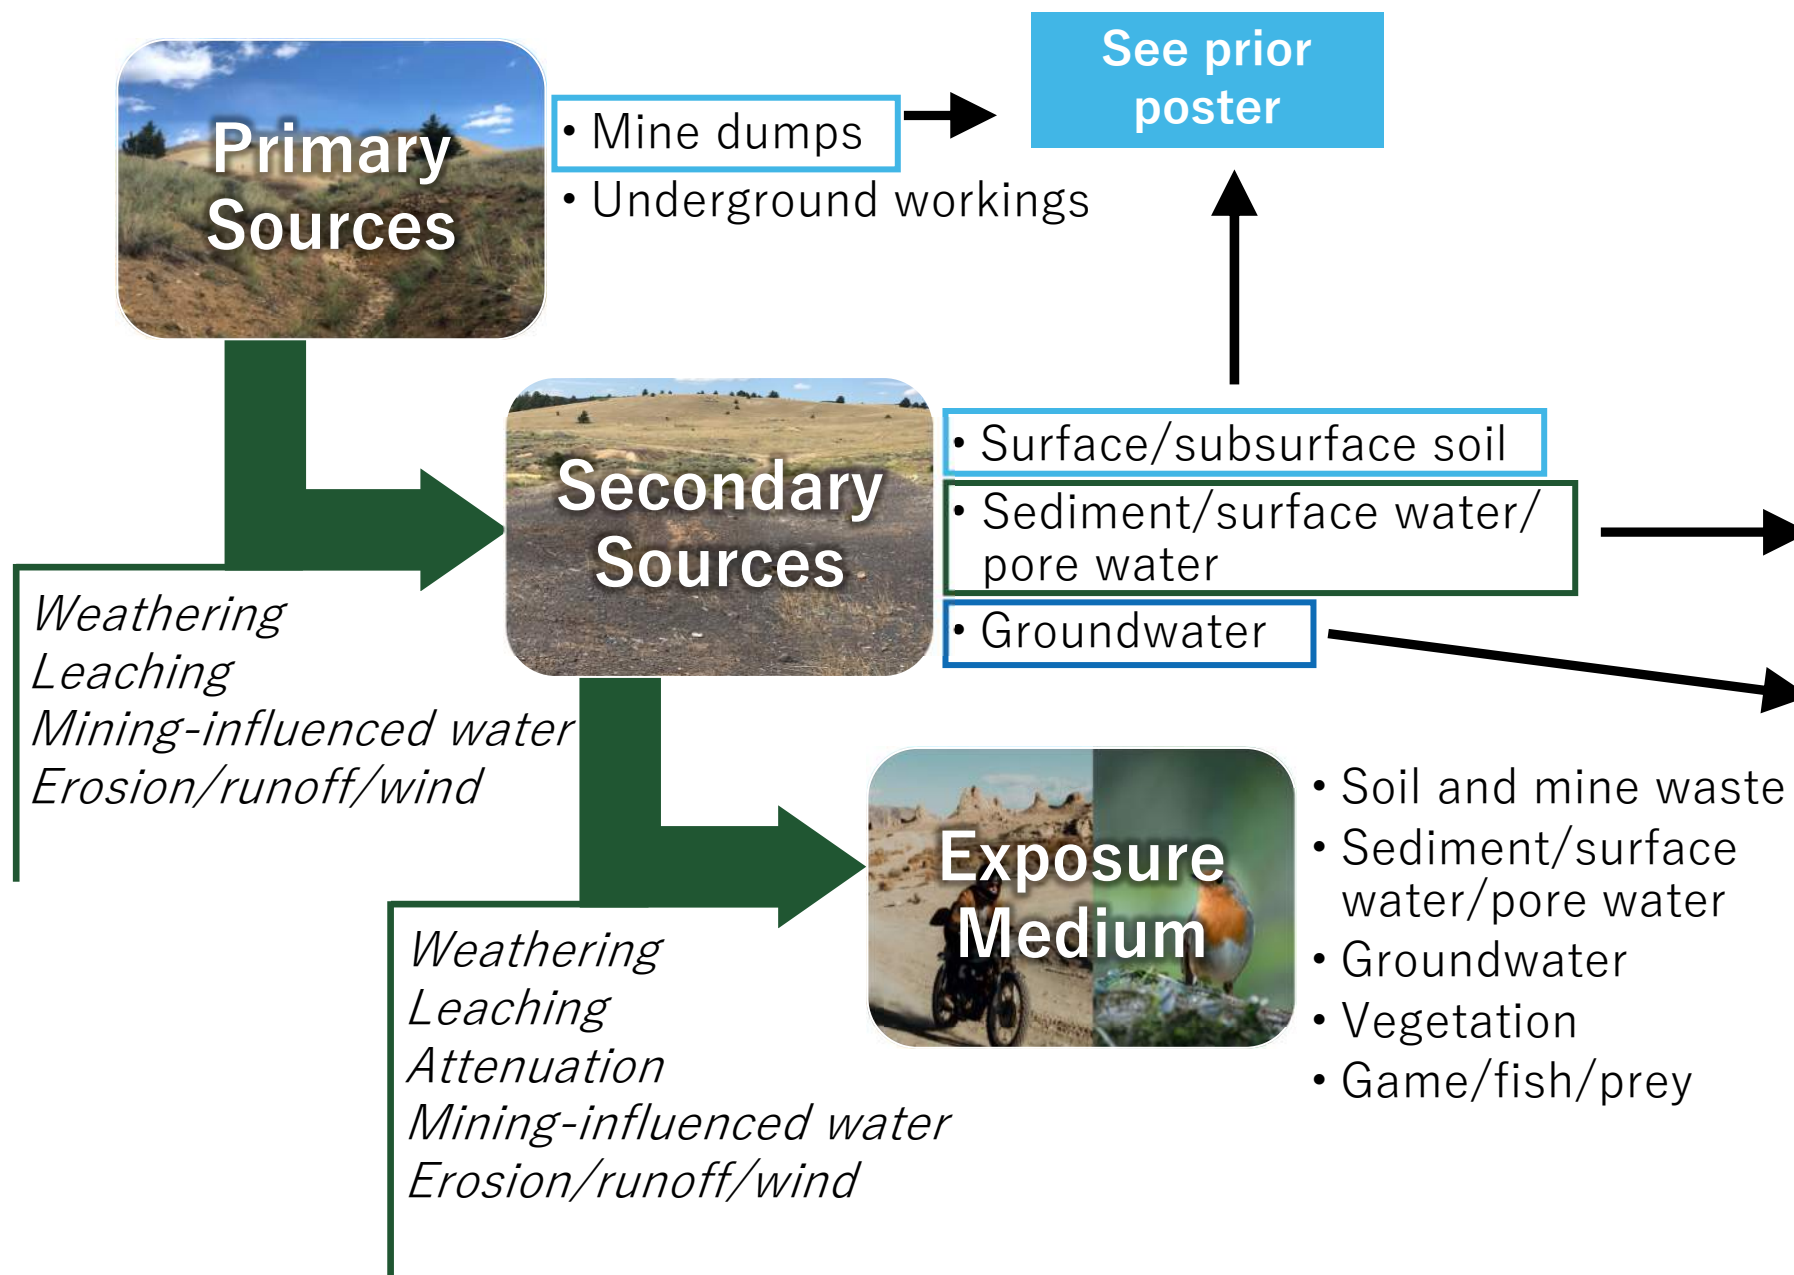 See prior
poster
Primary
Sources
• Mine dumps
• Underground workings
Secondary
Sources
• Surface/subsurface soil
• Sediment/surface water/
pore water
• Groundwater
Weathering
Leaching
Mining-influenced water
Erosion/runoff/wind
Exposure
Medium
• Soil and mine waste
• Sediment/surface
water/pore water
• Groundwater
• Vegetation
• Game/fish/prey
Weathering
Leaching
Attenuation
Mining-influenced water
Erosion/runoff/wind